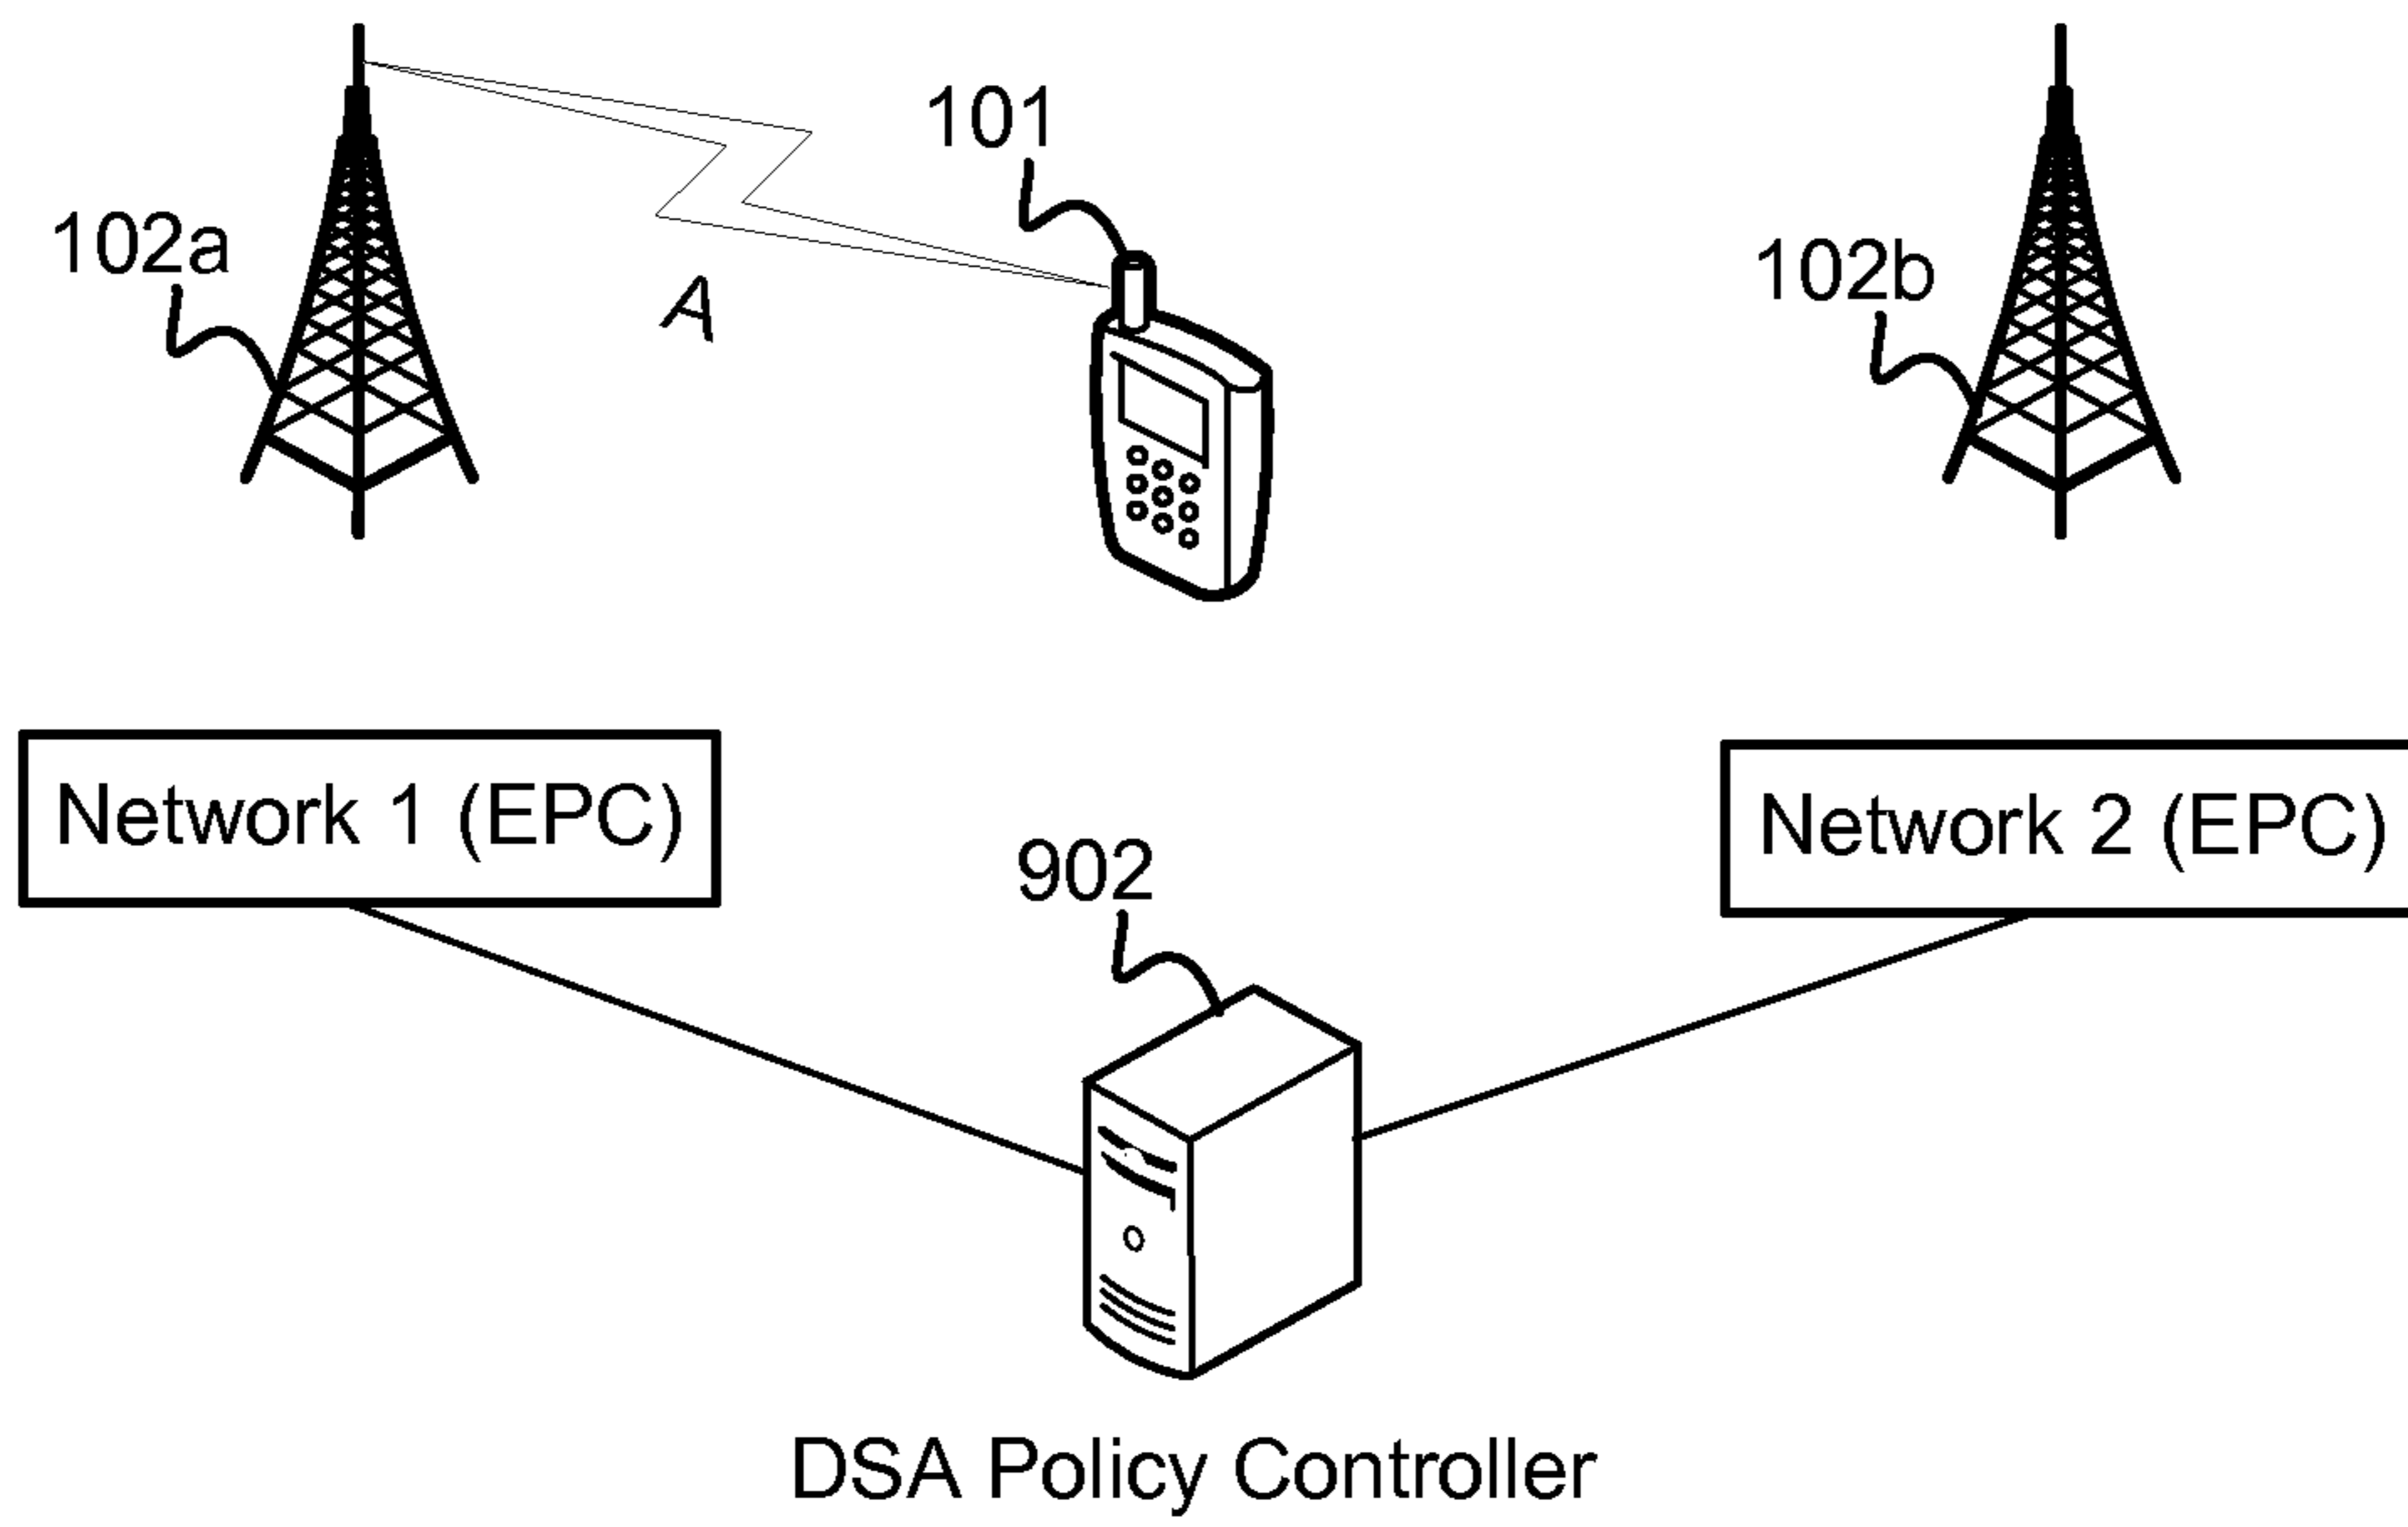 101
102a
102b
A
Network 1 (EPC)
Network 2 (EPC)
902
DSA Policy Controller